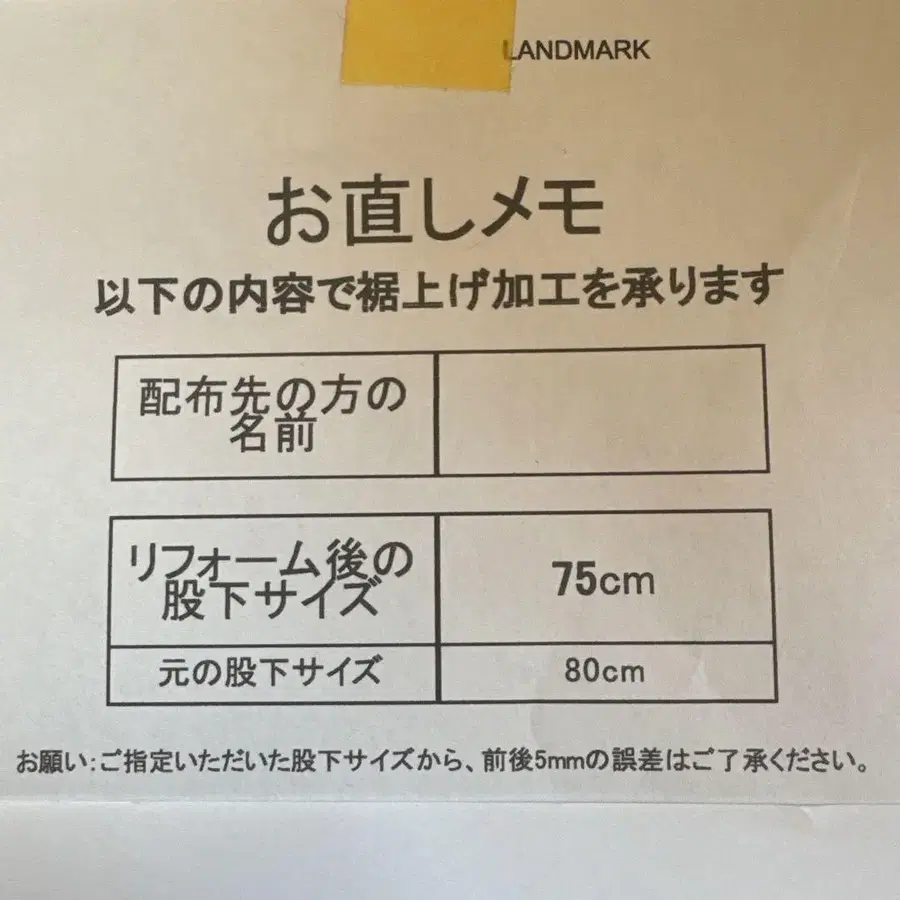 LANDMARK
お直しメモ
以下の内容で裾上げ加工を承ります
配布先の方の
名前
リフォーム後の
股下サイズ
75cm
元の股下サイズ
80cm
お願い:ご指定いただいた股下サイズから、前後5mmの誤差はご了承ください。